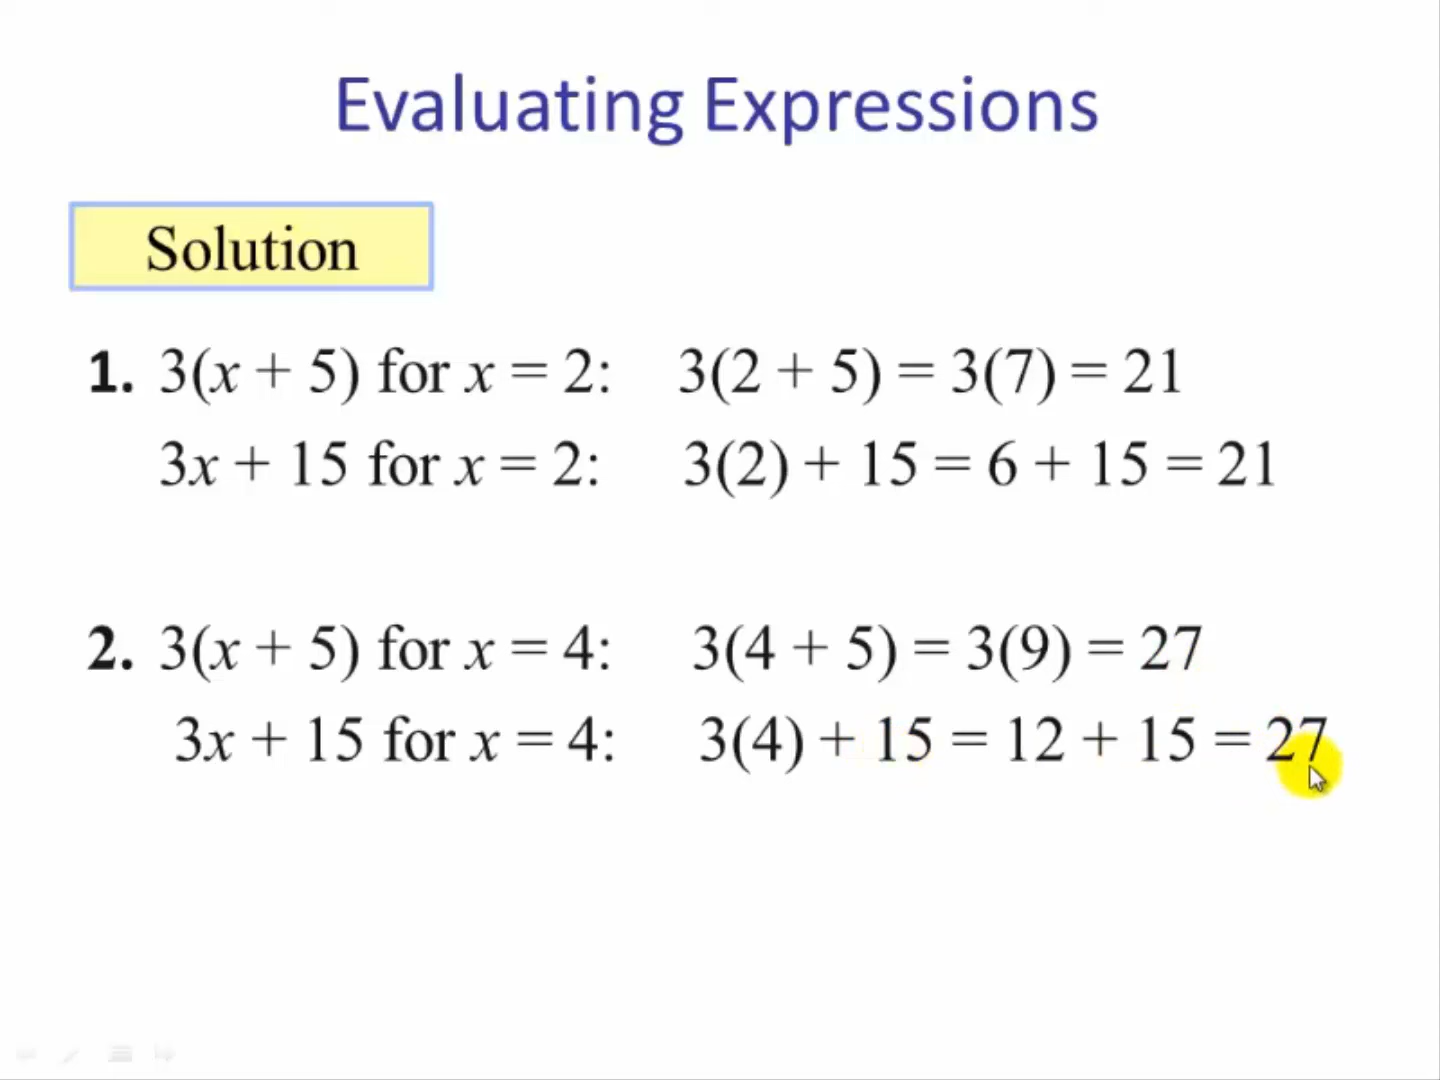 Evaluating Expressions
Solution
1. 3(x + 5) for x = 2: 3(2 + 5) = 3(7) = 21
3x + 15 for x = 2: 3(2) + 15 = 6 + 15 = 21
2. 3(x + 5) for x = 4: 3(4 + 5) = 3(9) = 27
3x + 15 for x = 4: 3(4) + 15 = 12 + 15 = 27